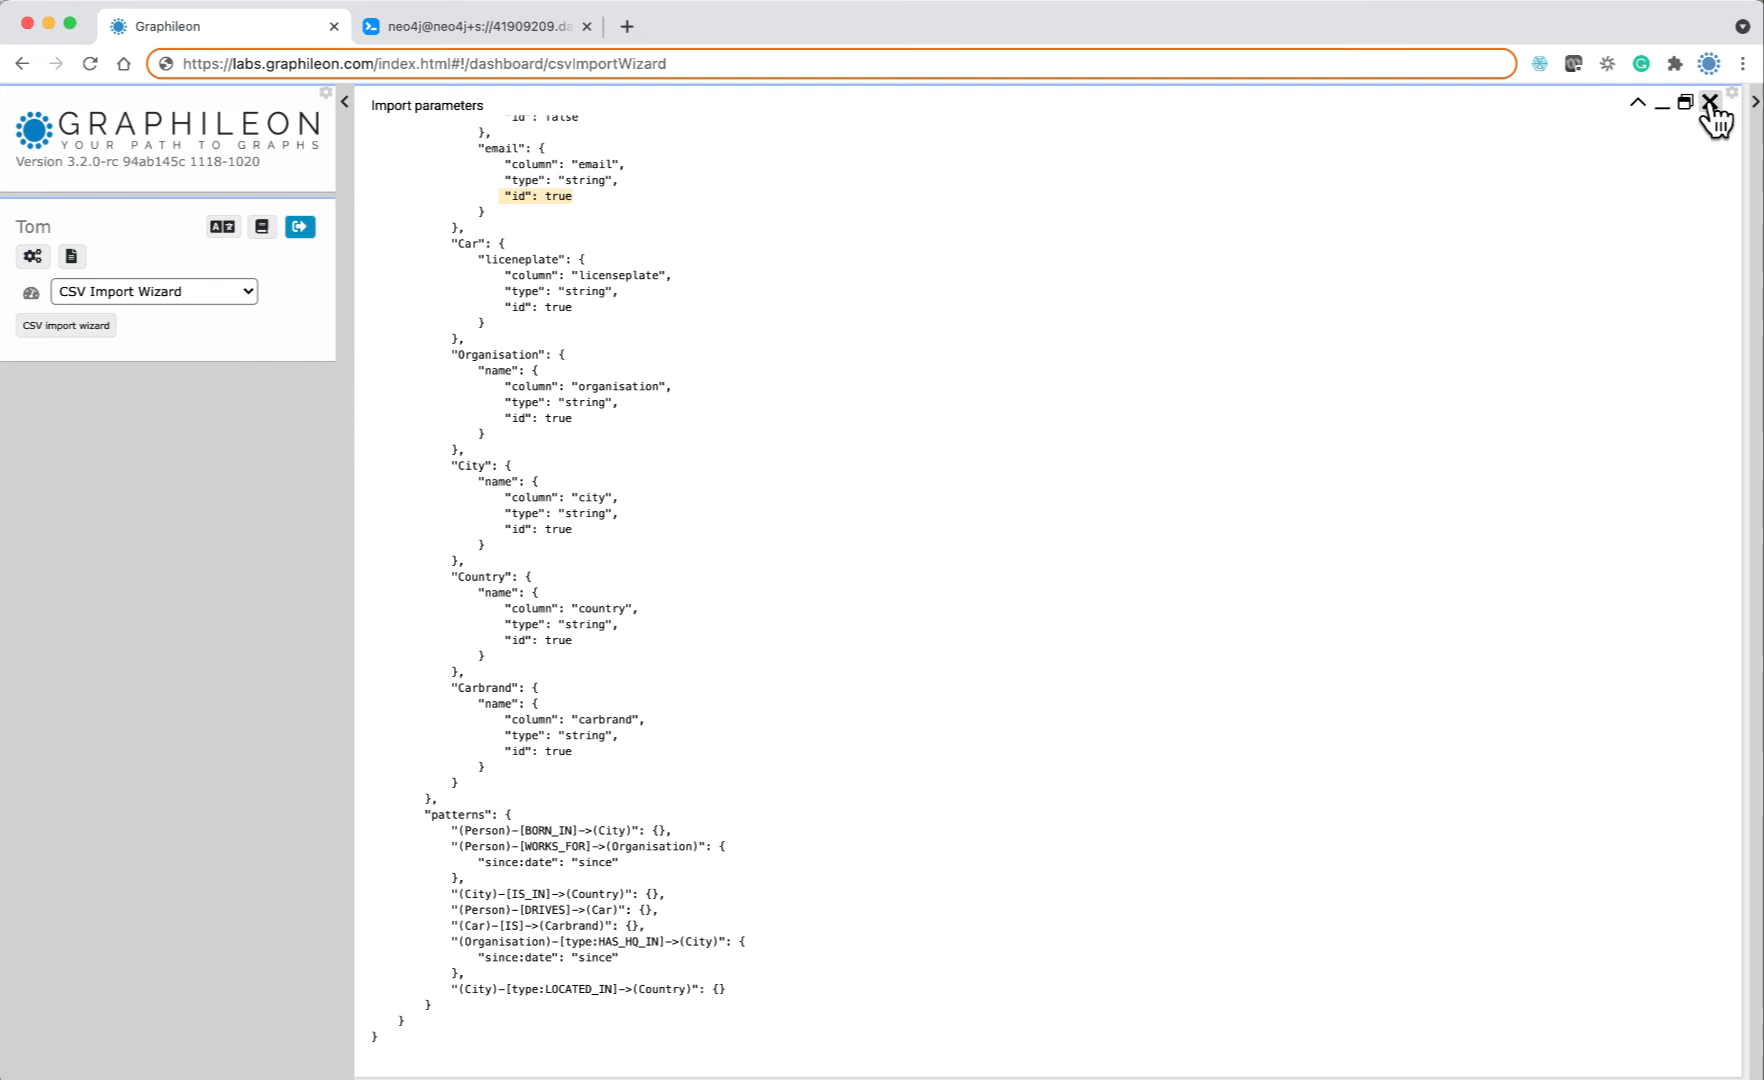 Graphileon
neo4j@neo4j+s://41909209.da
https://labs.graphileon.com/index.html#!/dashboard/csvImportWizard
GRAPHILEON
YOUR PATH TO GRAPHS
Version 3.2.0-rc 94ab145c 1118-1020
Tom
CSV Import Wizard
CSV import wizard
Import parameters
"id": false
},
"email": {
"column": "email",
"type": "string",
"id": true
}
},
"Car": {
"liceneplate": {
"column": "licenseplate",
"type": "string",
"id": true
}
},
"Organisation": {
"name": {
"column": "organisation",
"type": "string",
"id": true
}
},
"City": {
"name": {
"column": "city",
"type": "string",
"id": true
}
},
"Country": {
"name": {
"column": "country",
"type": "string",
"id": true
}
},
"Carbrand": {
"name": {
"column": "carbrand",
"type": "string",
"id": true
}
}
},
"patterns": {
"(Person)-[BORN_IN]->(City)": {},
"(Person)-[WORKS_FOR]->(Organisation)": {
"since:date": "since"
},
"(City)-[IS_IN]->(Country)": {},
"(Person)-[DRIVES]->(Car)": {},
"(Car)-[IS]->(Carbrand)": {},
"(Organisation)-[type:HAS_HQ_IN]->(City)": {
"since:date": "since"
},
"(City)-[type:LOCATED_IN]->(Country)": {}
}
}
}